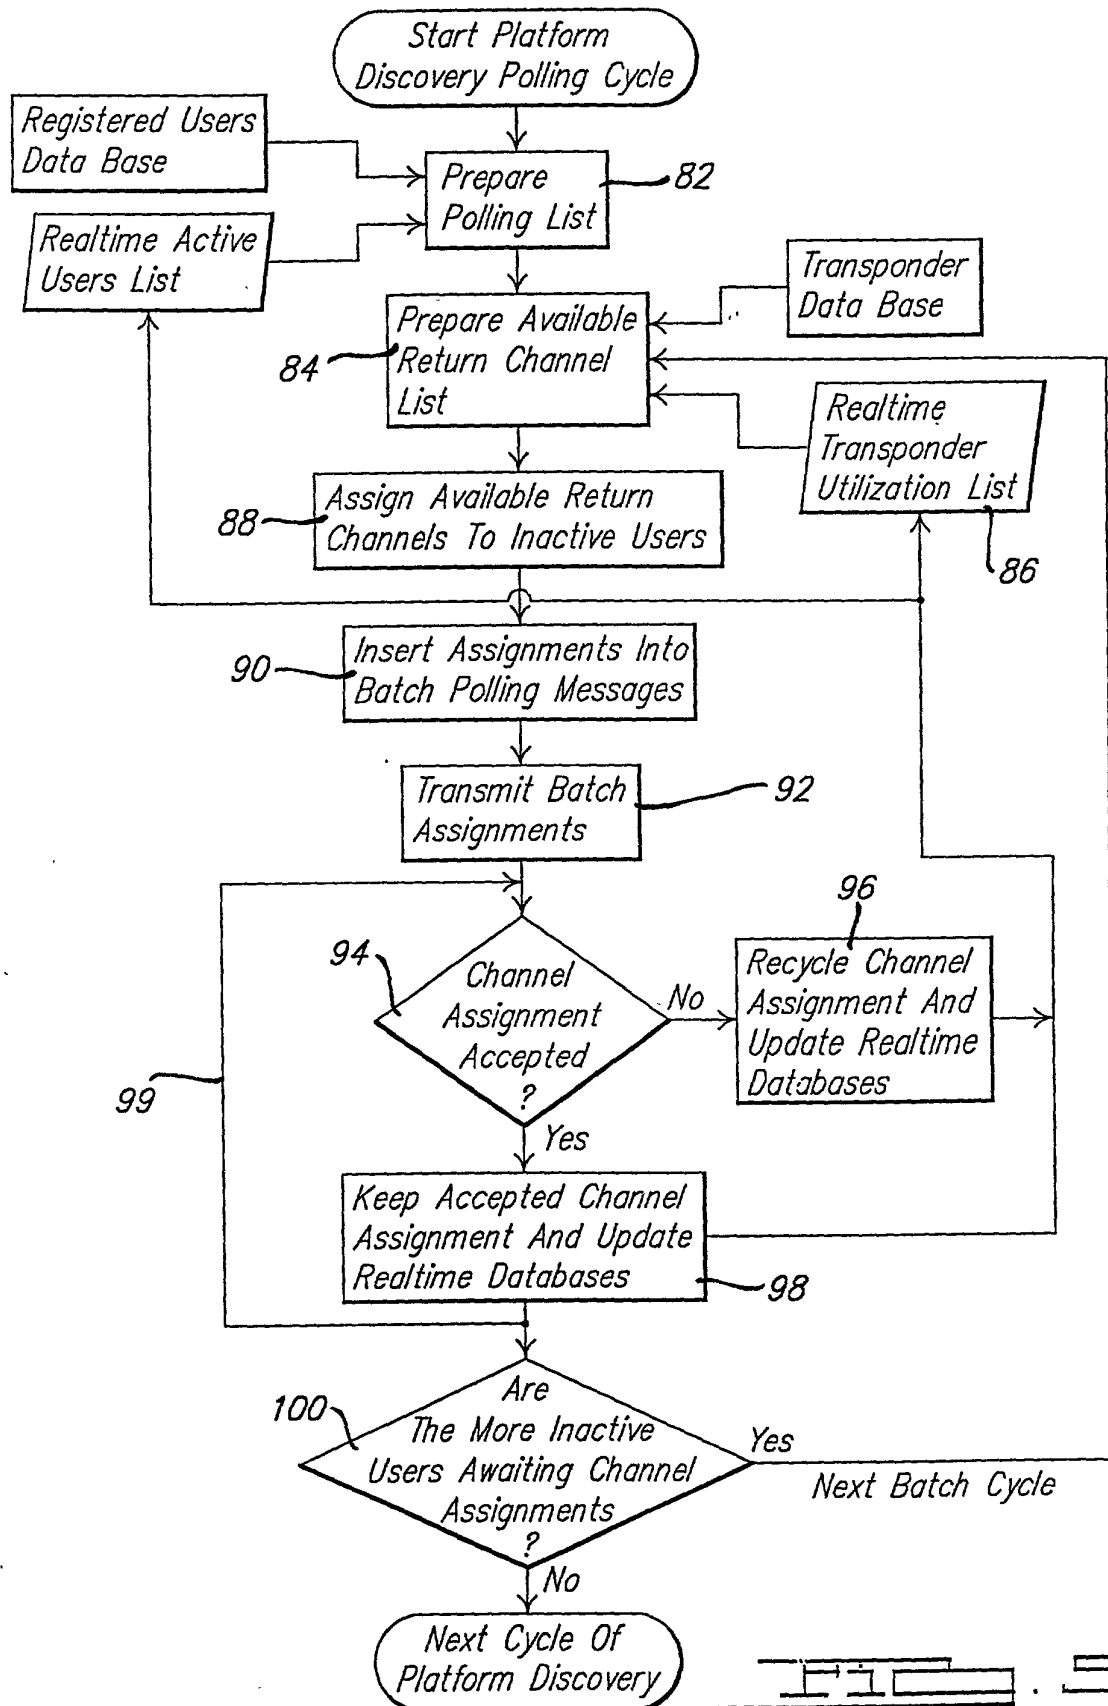 Start Platform
Discovery Polling Cycle
Registered Users
Data Base
Prepare
Polling List
82
Realtime Active
Users List
Transponder
Data Base
Prepare Available
Return Channel
List
84
Realtime
Transponder
Utilization List
86
Assign Available Return
Channels To Inactive Users
88
Insert Assignments Into
Batch Polling Messages
90
Transmit Batch
Assignments
92
94
Channel
Assignment
Accepted
?
No
96
Recycle Channel
Assignment And
Update Realtime
Databases
99
Yes
Keep Accepted Channel
Assignment And Update
Realtime Databases
98
100
Are
The More Inactive
Users Awaiting Channel
Assignments
?
Yes
Next Batch Cycle
No
Next Cycle Of
Platform Discovery